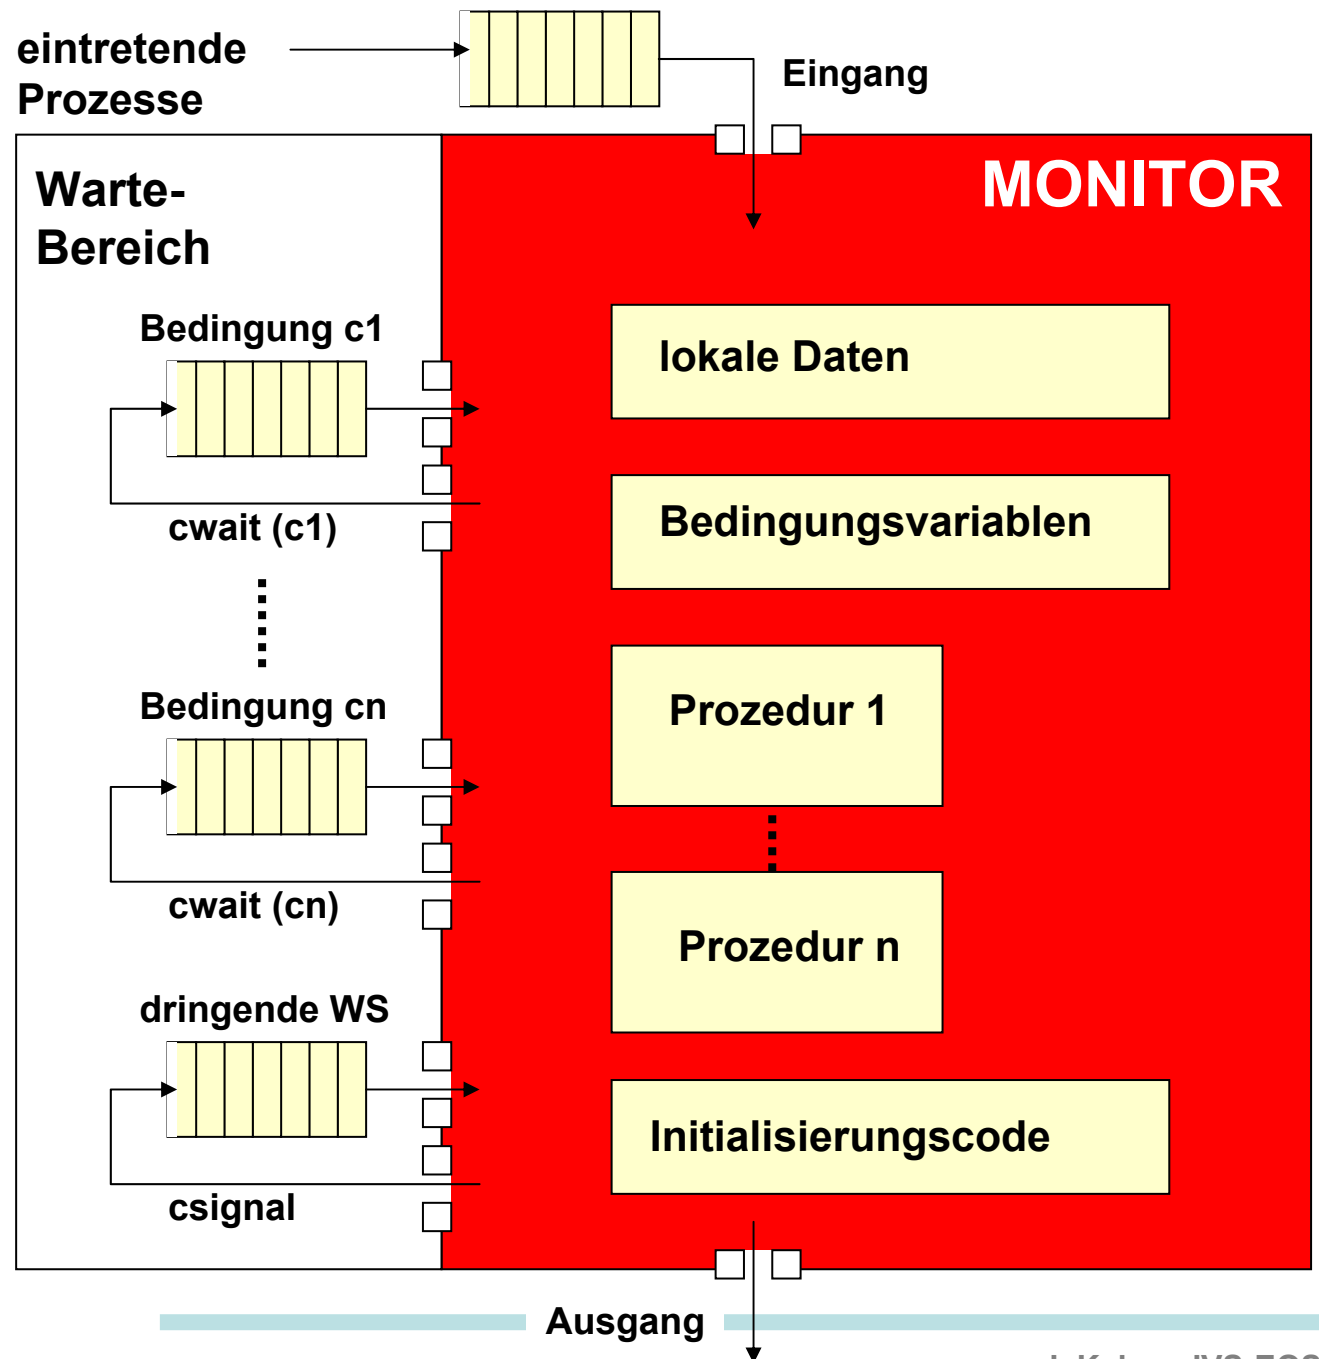 eintretende
Prozesse
Eingang
MONITOR
Warte-
Bereich
Bedingung c1
lokale Daten
cwait (c1)
Bedingungsvariablen
Bedingung cn
Prozedur 1
cwait (cn)
Prozedur n
dringende WS
Initialisierungscode
csignal
Ausgang